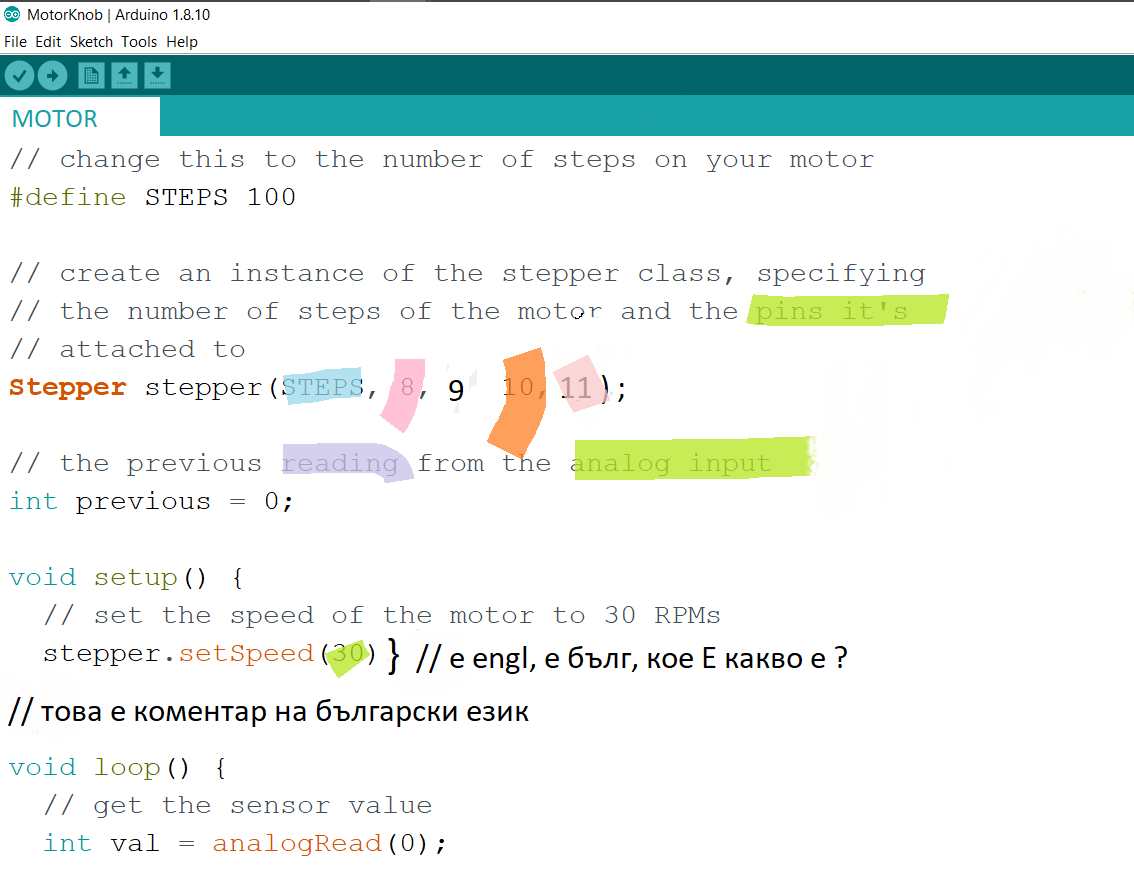 MotorKnob | Arduino 1.8.10
File Edit Sketch Tools Help
MOTOR
// change this to the number of steps on your motor
#define STEPS 100
// create an instance of the stepper class, specifying
// the number of steps of the motor and the pins it's
// attached to
Stepper stepper(STEPS, 8, 9 10, 11);
// the previous reading from the analog input
int previous = 0;
void setup() {
// set the speed of the motor to 30 RPMs
stepper.setSpeed(30) } // e engl, е бълг, кое Е какво е ?
// това е коментар на български език
void loop() {
// get the sensor value
int val = analogRead(0);